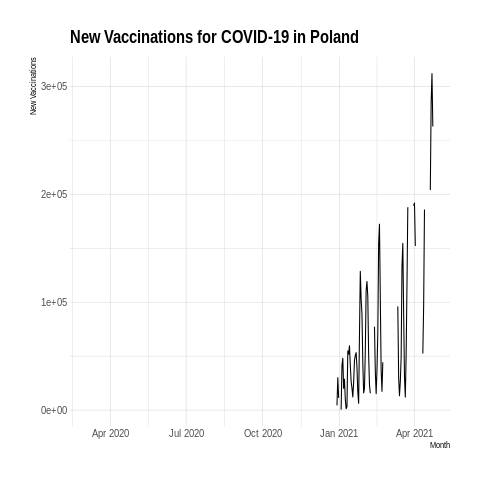 New Vaccinations for COVID-19 in Poland
New Vaccinations
3e+05
2e+05
1e+05
0e+00
Apr 2020 Jul 2020 Oct 2020 Jan 2021 Apr 2021
Month